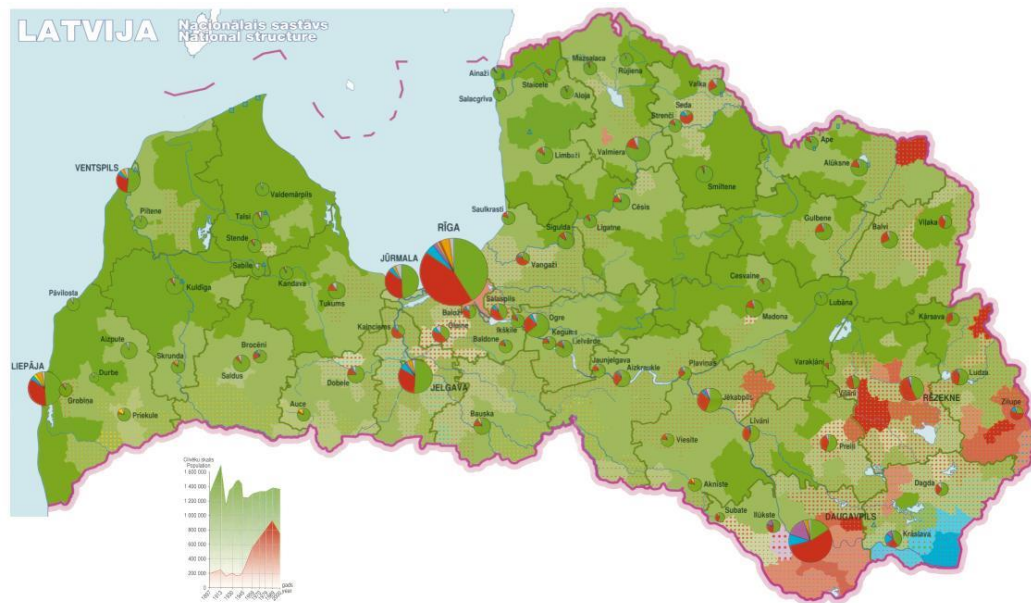 LATVIJA
Nacionālais sastāvs
National structure
Ainaži
Salacgrīva
Staicele
Mazsalaca
Aloja
Rūjiena
Valka
Seda
Strenči
Valmiera
Limbaži
Ape
Alūksne
Smiltene
VENTSPILS
Piltene
Valdemārpils
Talsi
Stende
Sabile
Kandava
Kuldīga
Pāvilosta
Saulkrasti
Cēsis
Līgatne
Sigulda
Gulbene
Balvi
Viļaka
RĪGA
JŪRMALA
Vangaži
Tukums
Cesvaine
Lubāna
Madona
Kārsava
Salaspils
Baloži
Olaine
Ikšķile
Ogre
Ķegums
Lielvārde
Baldone
Kalnciems
Aizpute
Skrunda
Brocēni
Saldus
Durbe
LIEPĀJA
Grobiņa
Priekule
Auce
Dobele
JELGAVA
Bauska
Jaunjelgava
Aizkraukle
Pļaviņas
Varakļāni
Viļāni
RĒZEKNE
Ludza
Zilupe
Jēkabpils
Līvāni
Preiļi
Viesīte
Akniste
Dagda
Subate
Ilūkste
DAUGAVPILS
Krāslava
Cilvēku skaits
Population
1 600 000
1 400 000
1 200 000
1 000 000
800 000
600 000
400 000
200 000
0
gads
year